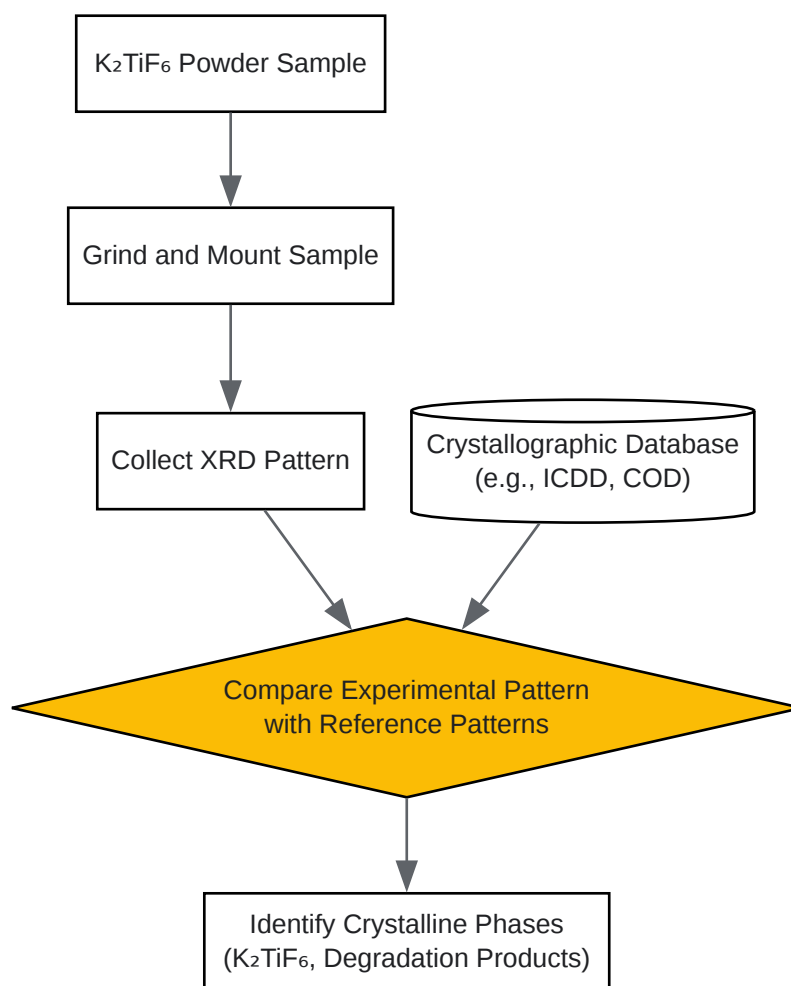 K₂TiF₆ Powder Sample
Grind and Mount Sample
Collect XRD Pattern
Crystallographic Database
(e.g., ICDD, COD)
Compare Experimental Pattern
with Reference Patterns
Identify Crystalline Phases
(K₂TiF₆, Degradation Products)